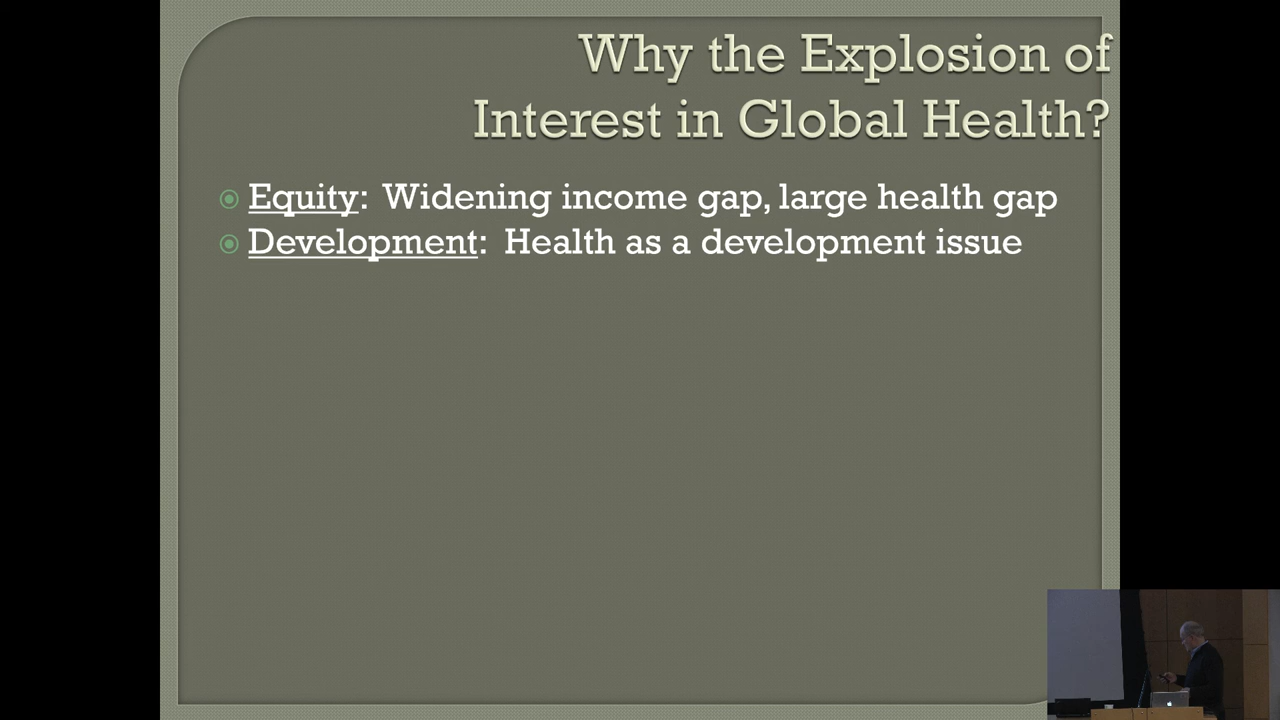 Why the Explosion of
Interest in Global Health?
Equity: Widening income gap, large health gap
Development: Health as a development issue